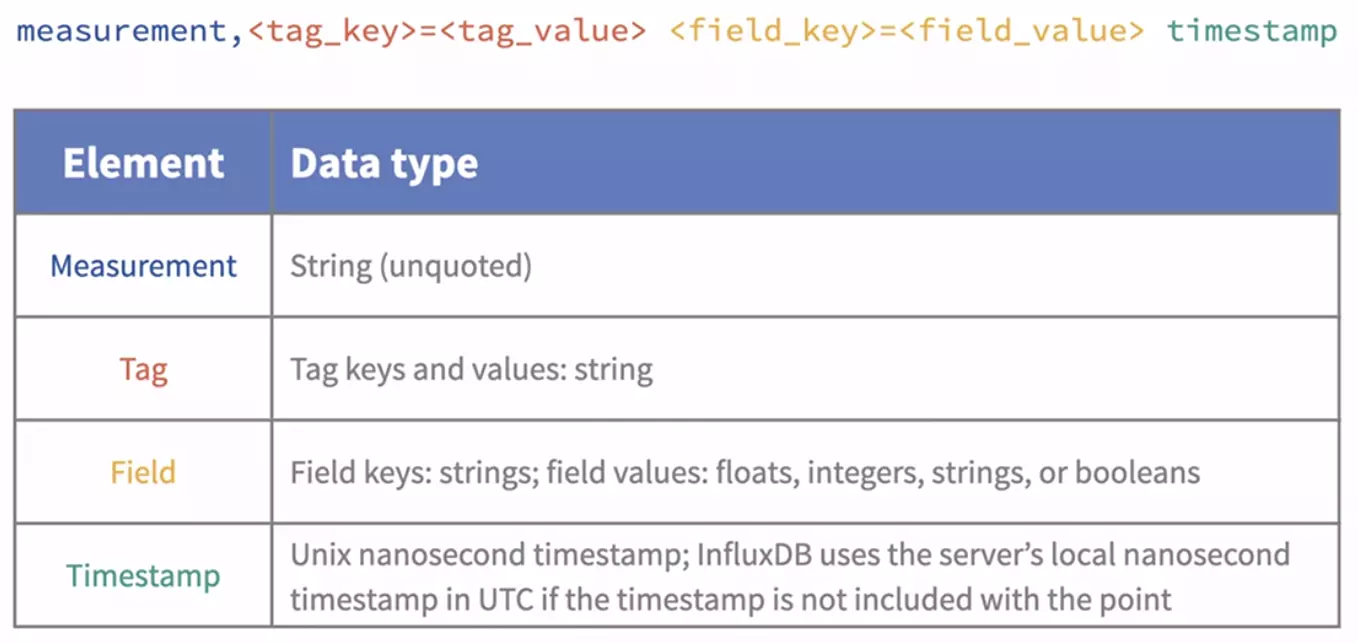 measurement,<tag_key>=<tag_value> <field_key>=<field_value> timestamp
Element Data type
Measurement String (unquoted)
Tag Tag keys and values: string
Field Field keys: strings; field values: floats, integers, strings, or booleans
Timestamp Unix nanosecond timestamp; InfluxDB uses the server’s local nanosecond
timestamp in UTC if the timestamp is not included with the point